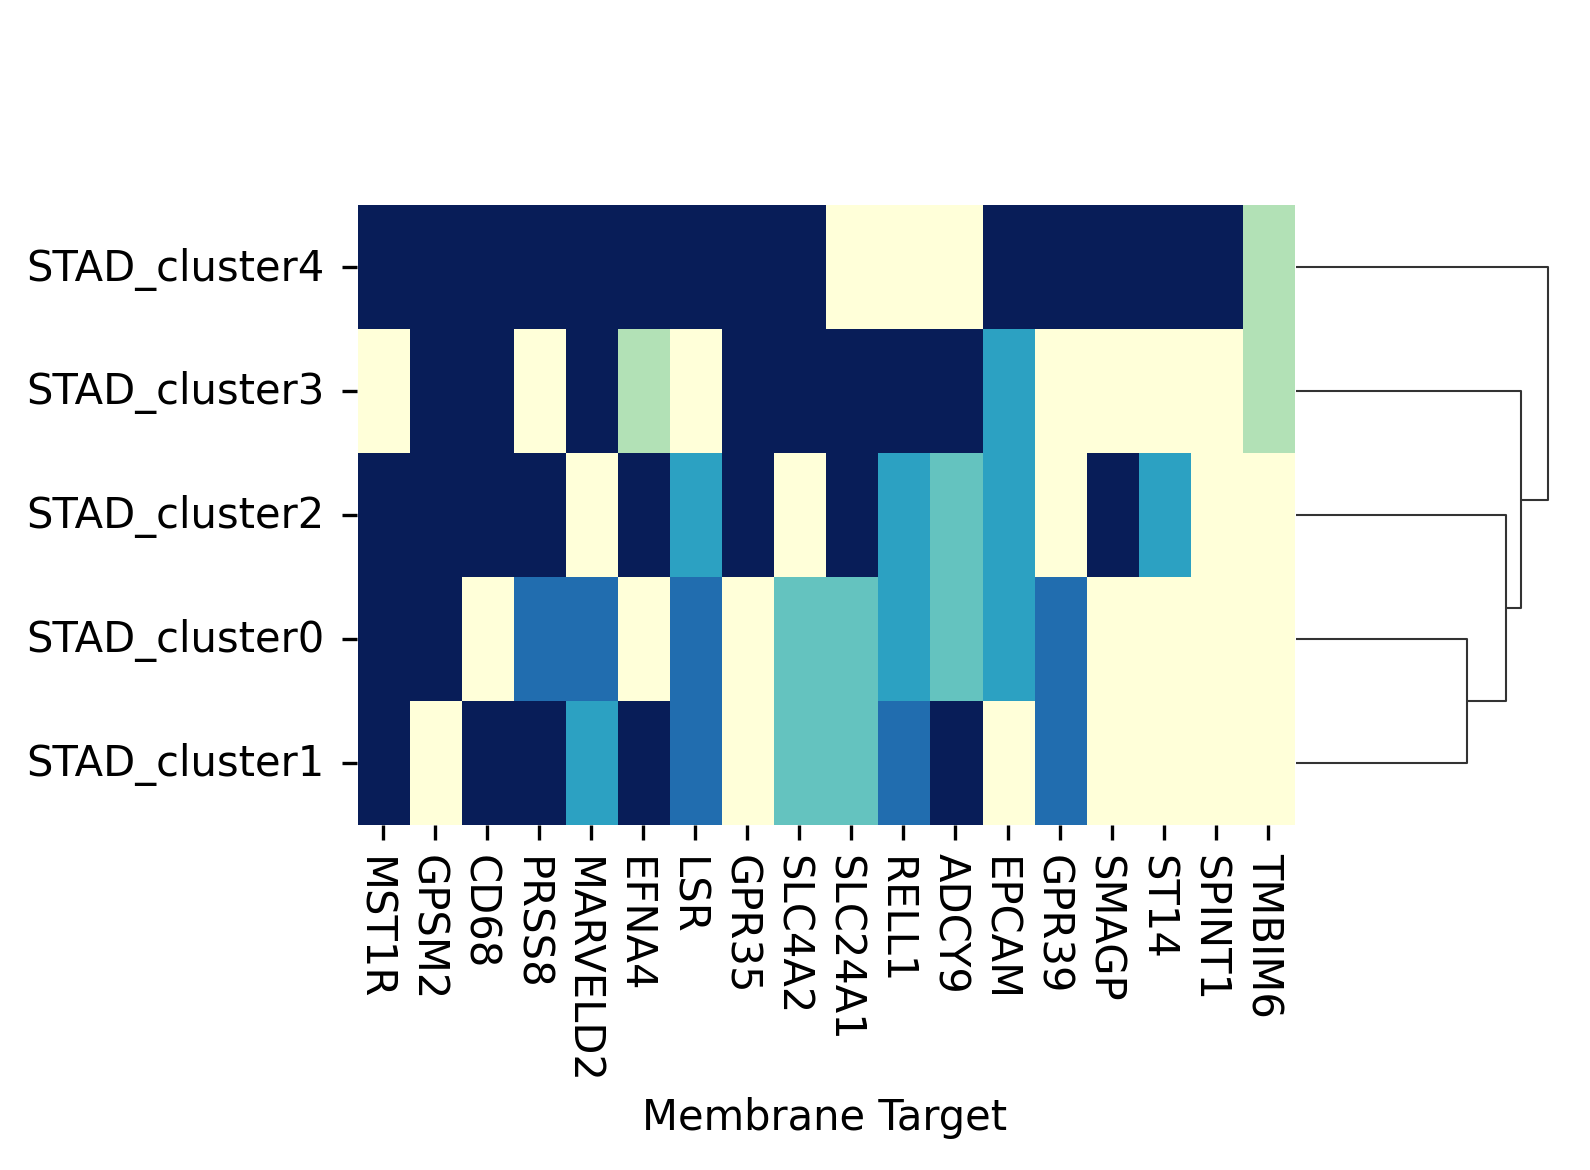 STAD_cluster4
STAD_cluster3
STAD_cluster2
STAD_cluster0
STAD_cluster1
MST1R
GPSM2
CD68
PRSS8
MARVELD2
EFNA4
LSR
GPR35
SLC4A2
SLC24A1
RELL1
ADCY9
EPCAM
GPR39
SMAGP
ST14
SPINT1
TMBIM6
Membrane Target